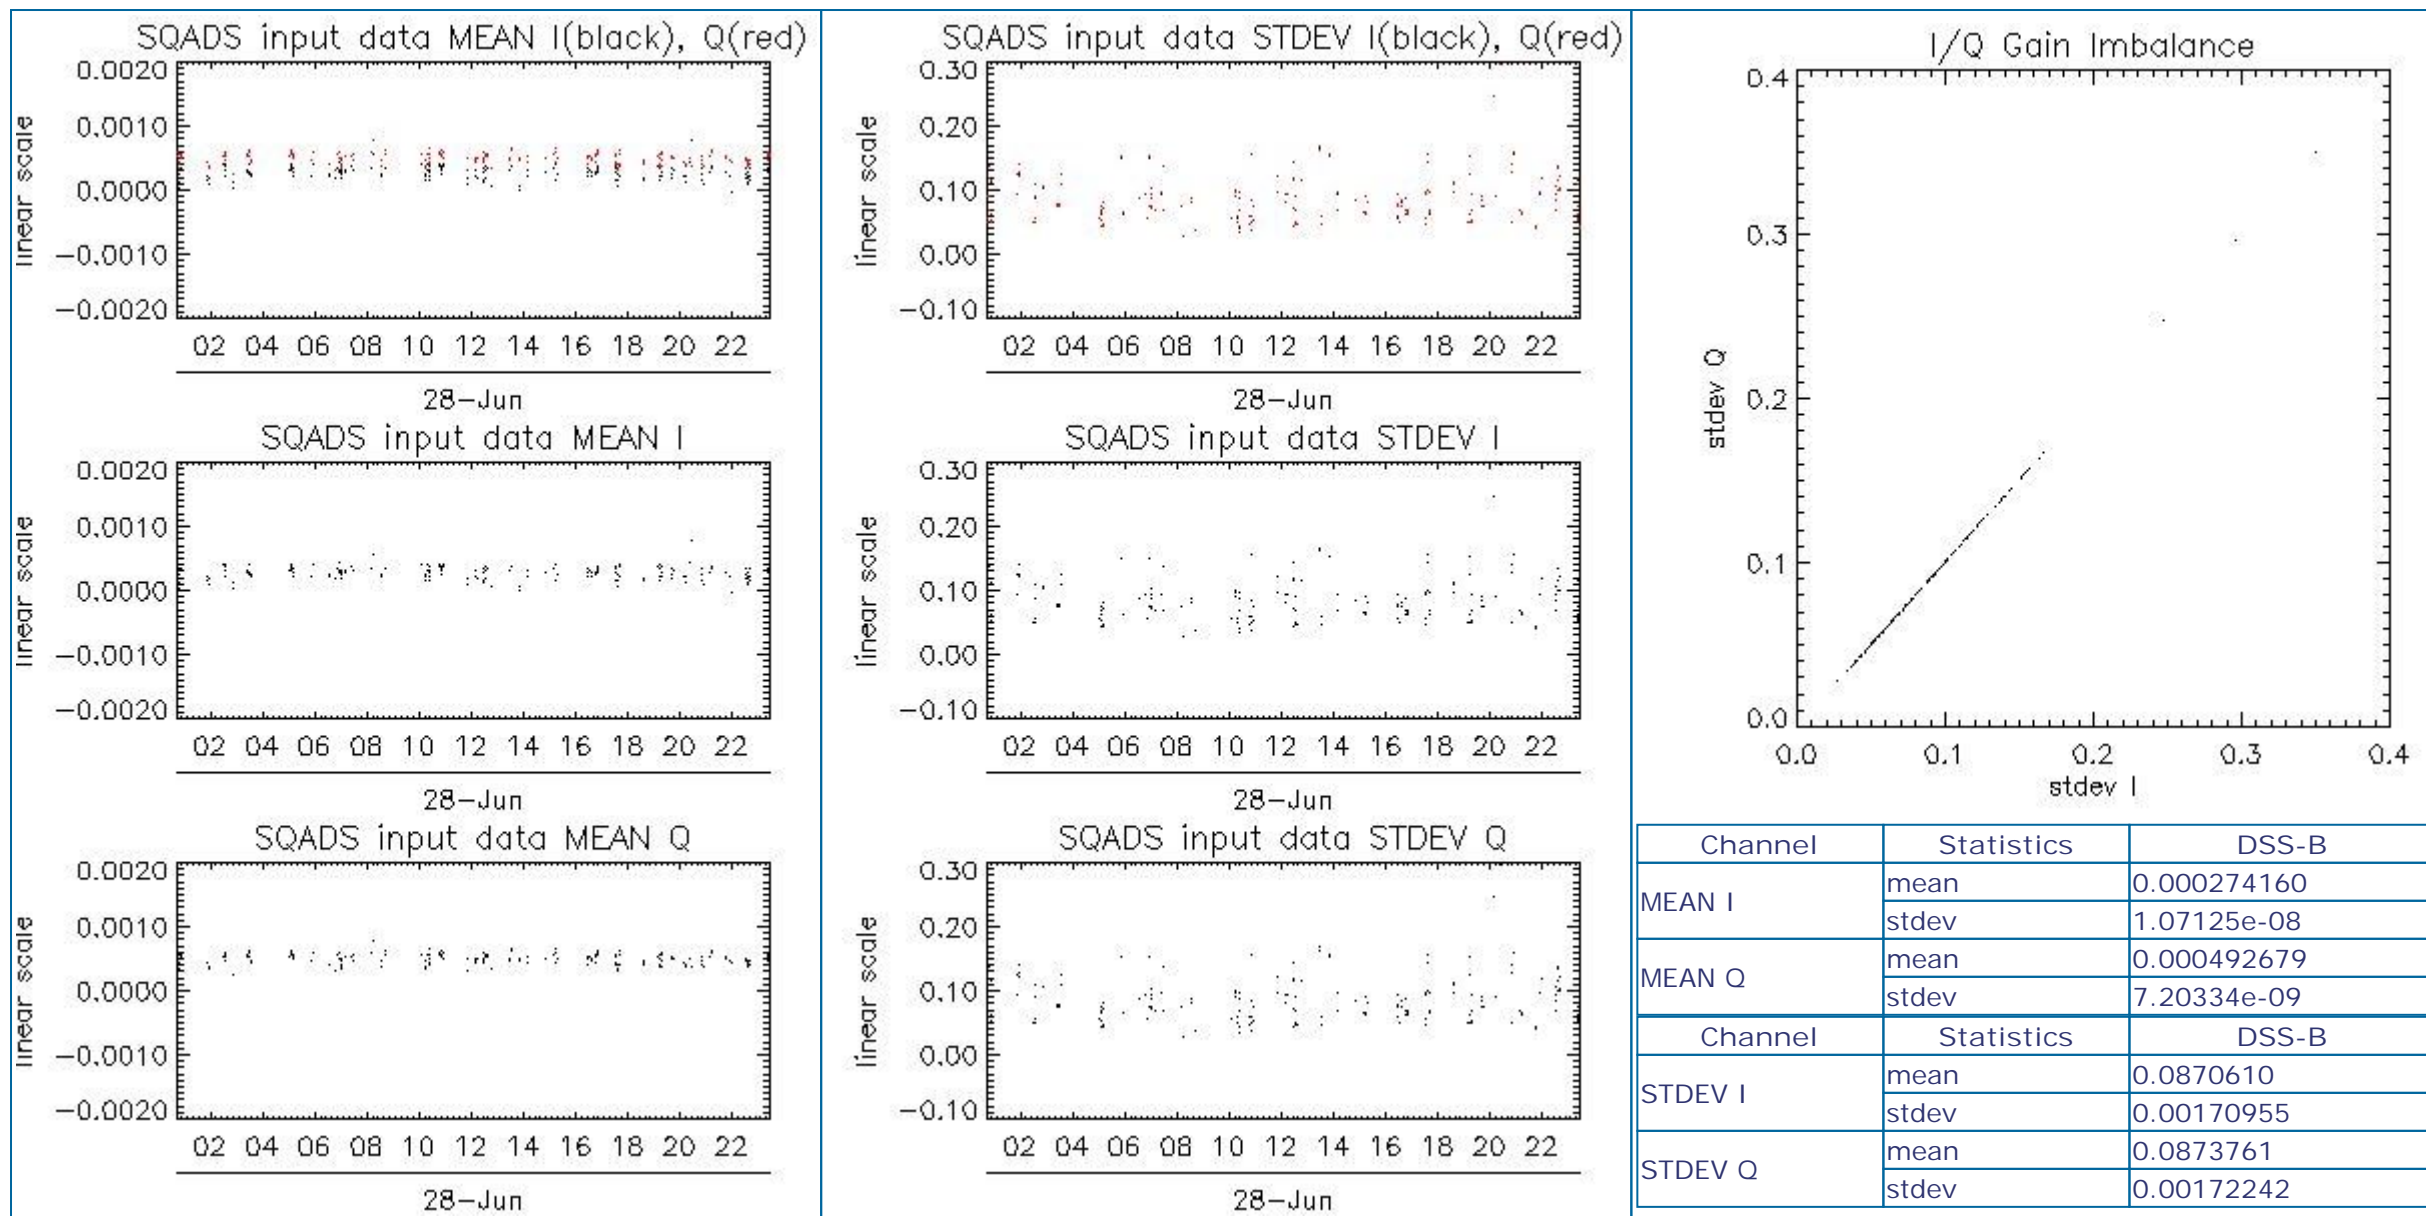 SQADS input data MEAN I(black), Q(red)
linear scale
0.0020
0.0010
0.0000
−0.0010
−0.0020
02 04 06 08 10 12 14 16 18 20 22
28−Jun
SQADS input data MEAN I
linear scale
0.0020
0.0010
0.0000
−0.0010
−0.0020
02 04 06 08 10 12 14 16 18 20 22
28−Jun
SQADS input data MEAN Q
linear scale
0.0020
0.0010
0.0000
−0.0010
−0.0020
02 04 06 08 10 12 14 16 18 20 22
28−Jun
SQADS input data STDEV I(black), Q(red)
linear scale
0.30
0.20
0.10
0.00
−0.10
02 04 06 08 10 12 14 16 18 20 22
28−Jun
SQADS input data STDEV I
linear scale
0.30
0.20
0.10
0.00
−0.10
02 04 06 08 10 12 14 16 18 20 22
28−Jun
SQADS input data STDEV Q
linear scale
0.30
0.20
0.10
0.00
−0.10
02 04 06 08 10 12 14 16 18 20 22
28−Jun
I/Q Gain Imbalance
stdev Q
0.4
0.3
0.2
0.1
0.0
0.0 0.1 0.2 0.3 0.4
stdev I
Channel Statistics DSS-B
MEAN I mean 0.000274160
stdev 1.07125e-08
MEAN Q mean 0.000492679
stdev 7.20334e-09
Channel Statistics DSS-B
STDEV I mean 0.0870610
stdev 0.00170955
STDEV Q mean 0.0873761
stdev 0.00172242